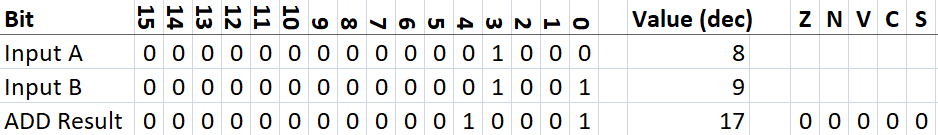 Bit 15 14 13 12 11 10 9 8 7 6 5 4 3 2 1 0 Value (dec) Z N V C S
Input A 0 0 0 0 0 0 0 0 0 0 0 0 1 0 0 0 8
Input B 0 0 0 0 0 0 0 0 0 0 0 0 1 0 0 1 9
ADD Result 0 0 0 0 0 0 0 0 0 0 0 1 0 0 0 1 17 0 0 0 0 0